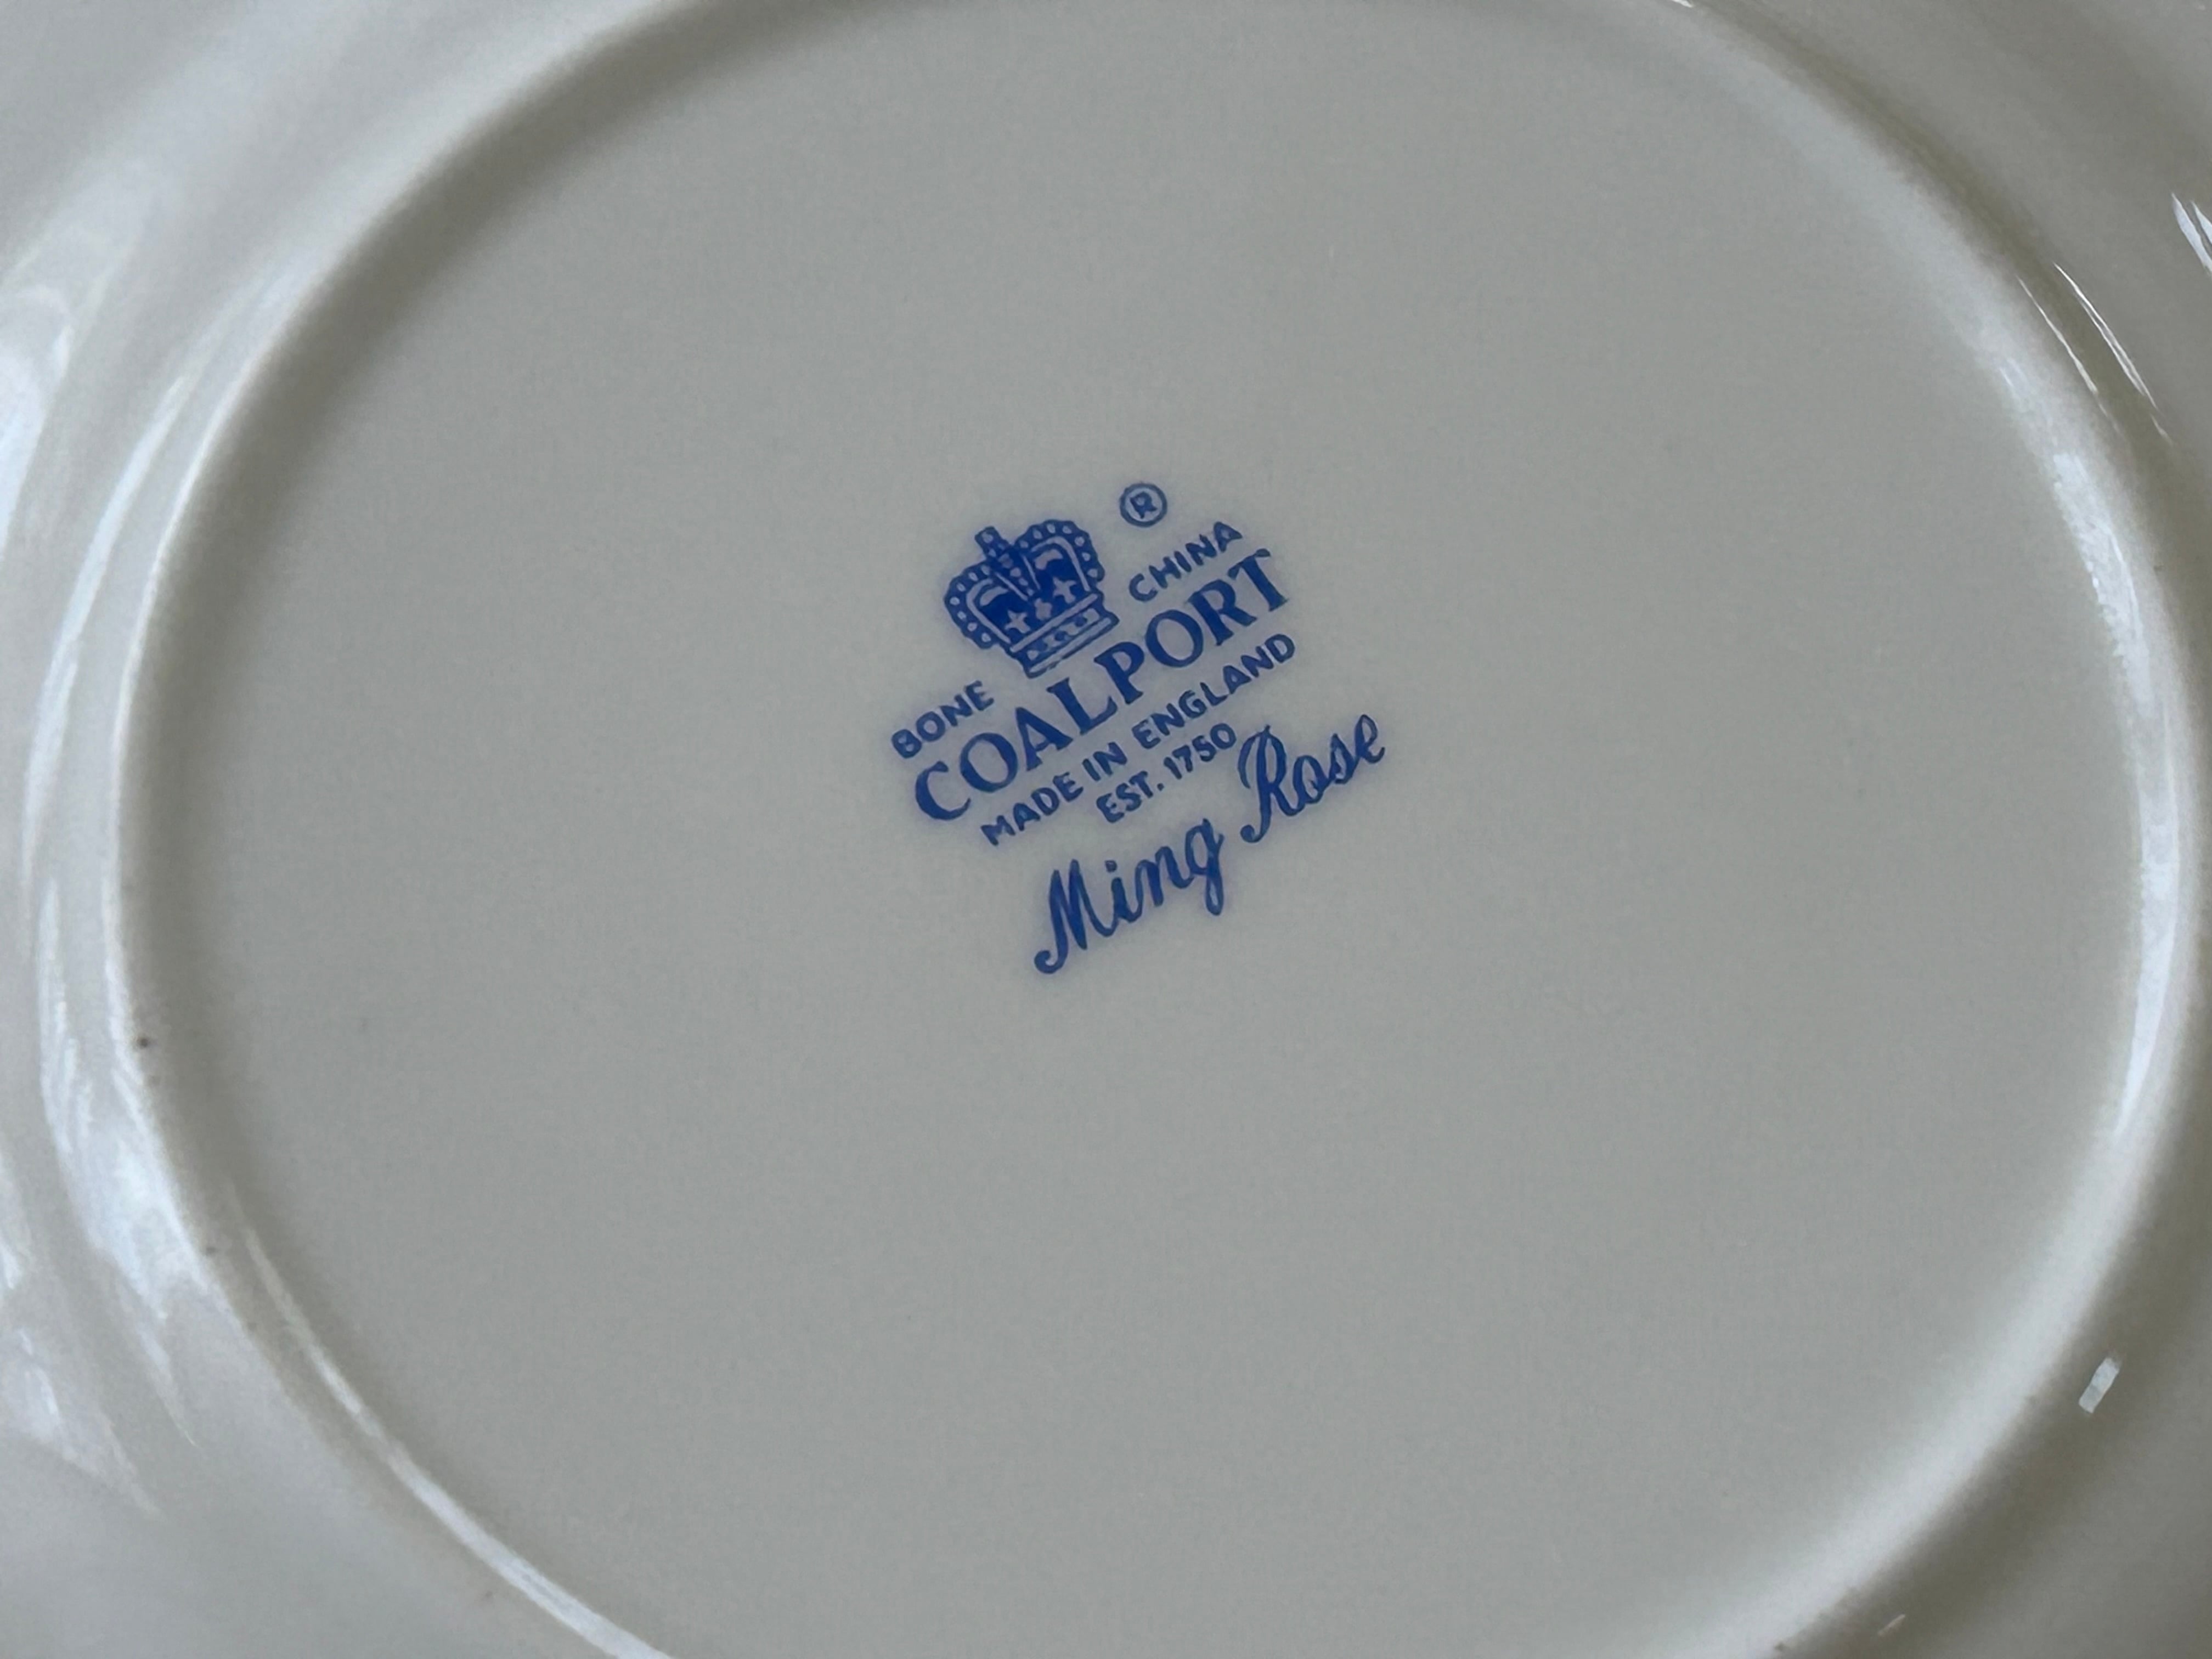 ®
BONE CHINA
COALPORT
MADE IN ENGLAND
EST. 1750
Ming Rose